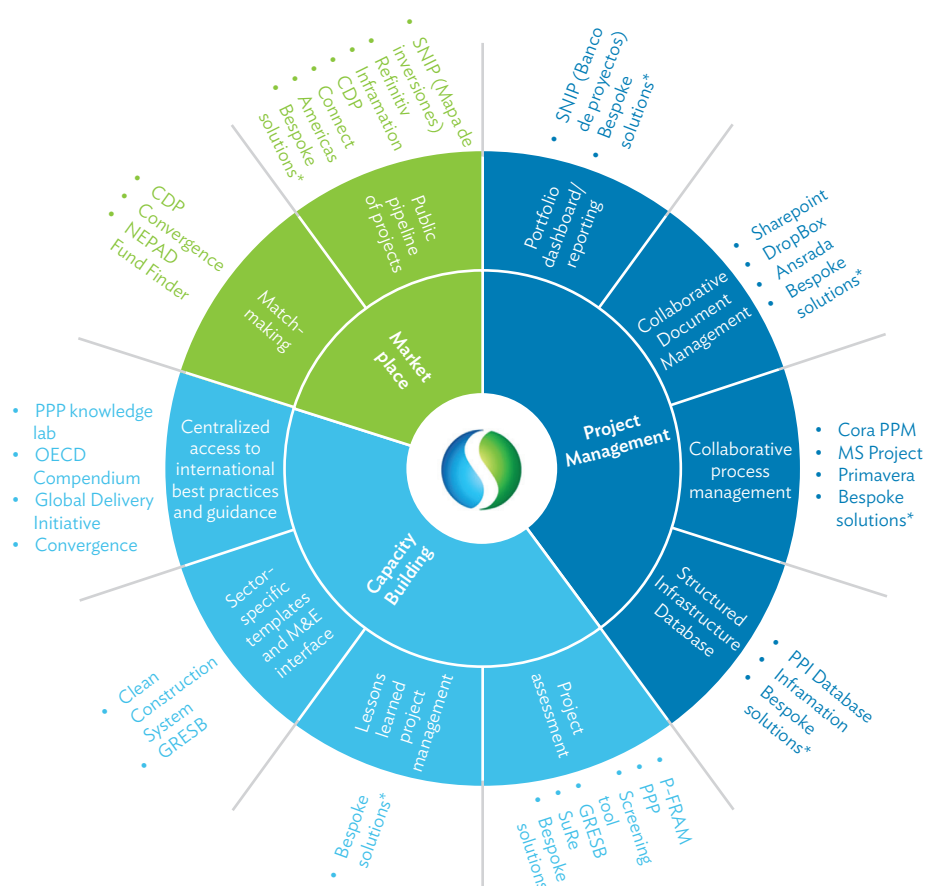 SNIP (Mapa de
inversiones)
Refinitiv
Inframation
CDP
Connect
Americas
Bespoke
solutions*
SNIP (Banco
de proyectos)
Bespoke
solutions*
CDP
Convergence
NEPAD
Fund Finder
Public
pipeline
of projects
Portfolio
dashboard/
reporting
Sharepoint
DropBox
Ansrada
Bespoke
solutions*
Match-
making
Collaborative
Document
Management
Market
place
Project
Management
PPP knowledge
lab
OECD
Compendium
Global Delivery
Initiative
Convergence
Centralized
access to
international
best practices
and guidance
Collaborative
process
management
Cora PPM
MS Project
Primavera
Bespoke
solutions*
Capacity
Building
Sector-
specific
templates
and M&E
interface
Structured
Infrastructure
Database
Clean
Construction
System
GRESB
Lessons
learned
project
management
Project
assessment
PPI Database
Inframation
Bespoke
solutions*
Bespoke
solutions*
P-FRAM
PPP
Screening
tool
GRESB
SuRe
Bespoke
solutions